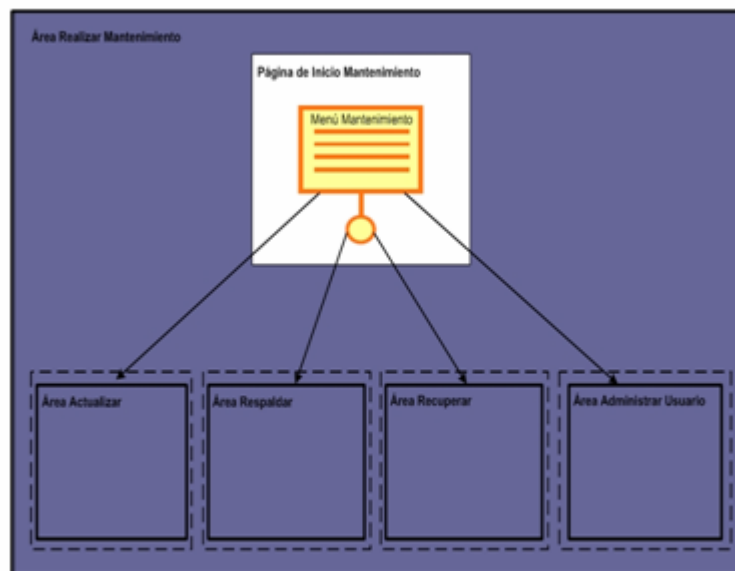 Área Realizar Mantenimiento
Página de Inicio Mantenimiento
Menú Mantenimiento
Área Actualizar
Área Respaldar
Área Recuperar
Área Administrar Usuario